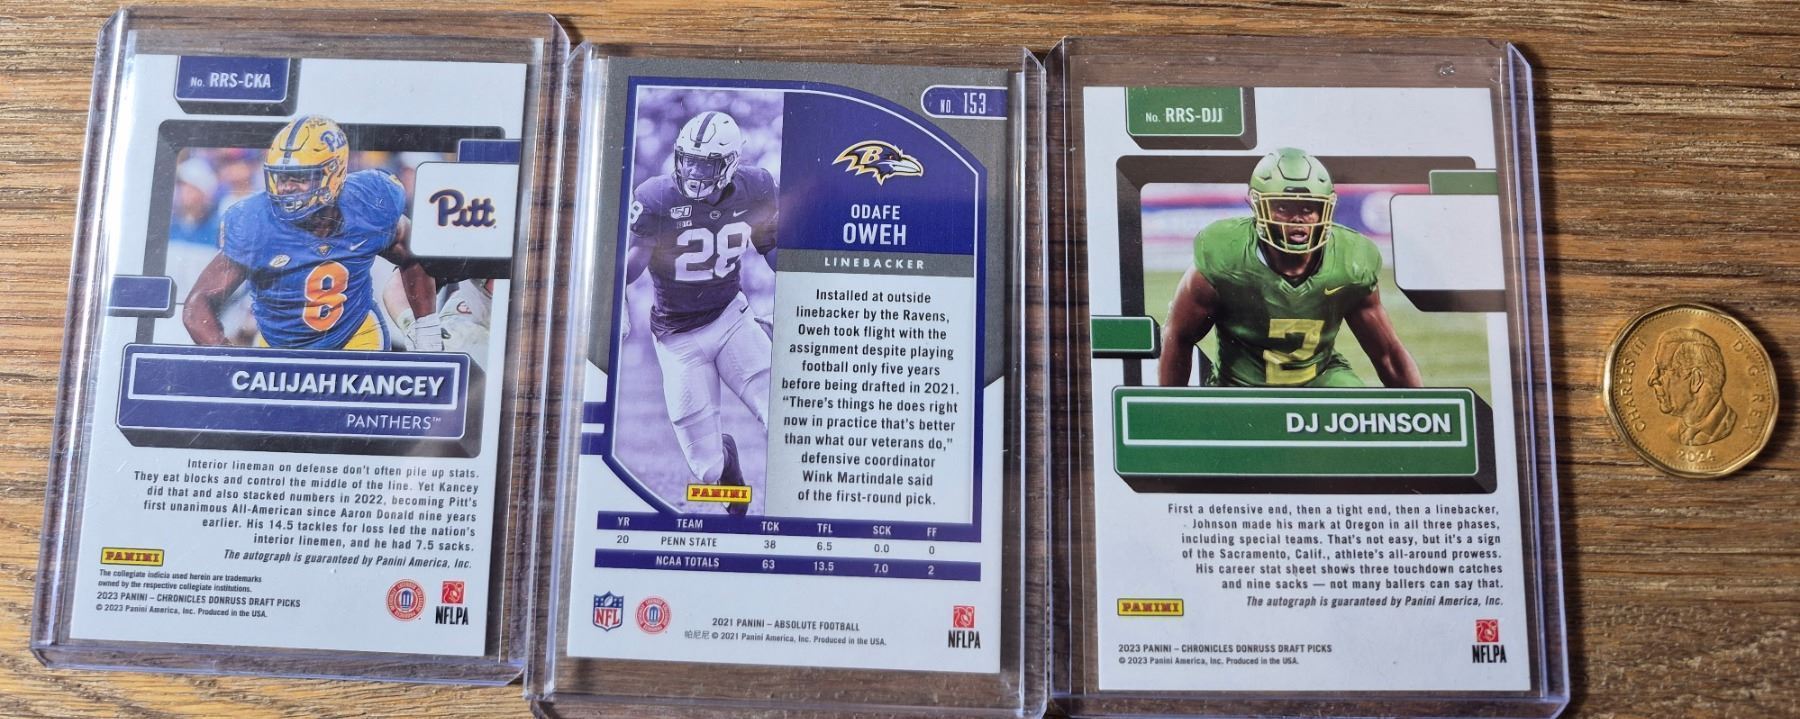 No. RRS-CKA
Pitt
Pitt
8
8
CALIJAH KANCEY
PANTHERS™
Interior lineman on defense don't often pile up stats.
They eat blocks and control the middle of the line. Yet Kancey
did that and also stacked numbers in 2022, becoming Pitt's
first unanimous All-American since Aaron Donald nine years
earlier. His 14.5 tackles for loss led the nation's
interior linemen, and he had 7.5 sacks.
The autograph is guaranteed by Panini America, Inc.
PANINI
The collegiate indicia used herein are trademarks
owned by the respective collegiate institutions.
2023 PANINI – CHRONICLES DONRUSS DRAFT PICKS
© 2023 Panini America, Inc. Produced in the USA.
NFLPA
NO. 153
B
ODAFE
OWEH
LINEBACKER
150
28
28
Installed at outside
linebacker by the Ravens,
Oweh took flight with the
assignment despite playing
football only five years
before being drafted in 2021.
“There's things he does right
now in practice that's better
than what our veterans do,”
defensive coordinator
Wink Martindale said
of the first-round pick.
PANINI
YR TEAM TCK TFL SCK FF
20 PENN STATE 38 6.5 0.0 0
NCAA TOTALS 63 13.5 7.0 2
NFL
2021 PANINI – ABSOLUTE FOOTBALL
帕尼尼 © 2021 Panini America, Inc. Produced in the USA.
NFLPA
No. RRS-DJJ
2
DJ JOHNSON
First a defensive end, then a tight end, then a linebacker,
Johnson made his mark at Oregon in all three phases,
including special teams. That's not easy, but it's a sign
of the Sacramento, Calif., athlete's all-around prowess.
His career stat sheet shows three touchdown catches
and nine sacks — not many ballers can say that.
The autograph is guaranteed by Panini America, Inc.
PANINI
2023 PANINI – CHRONICLES DONRUSS DRAFT PICKS
© 2023 Panini America, Inc. Produced in the USA.
NFLPA
CHARLES III D·G·REX
2024